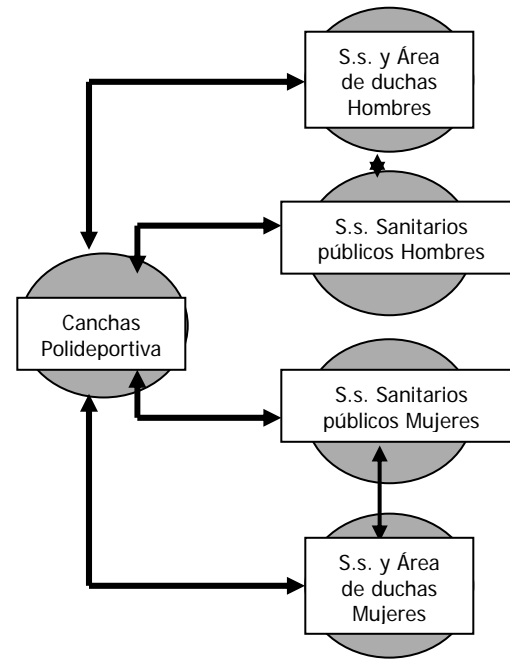 S.s. y Área
de duchas
Hombres
S.s. Sanitarios
públicos Hombres
Canchas
Polideportiva
S.s. Sanitarios
públicos Mujeres
S.s. y Área
de duchas
Mujeres